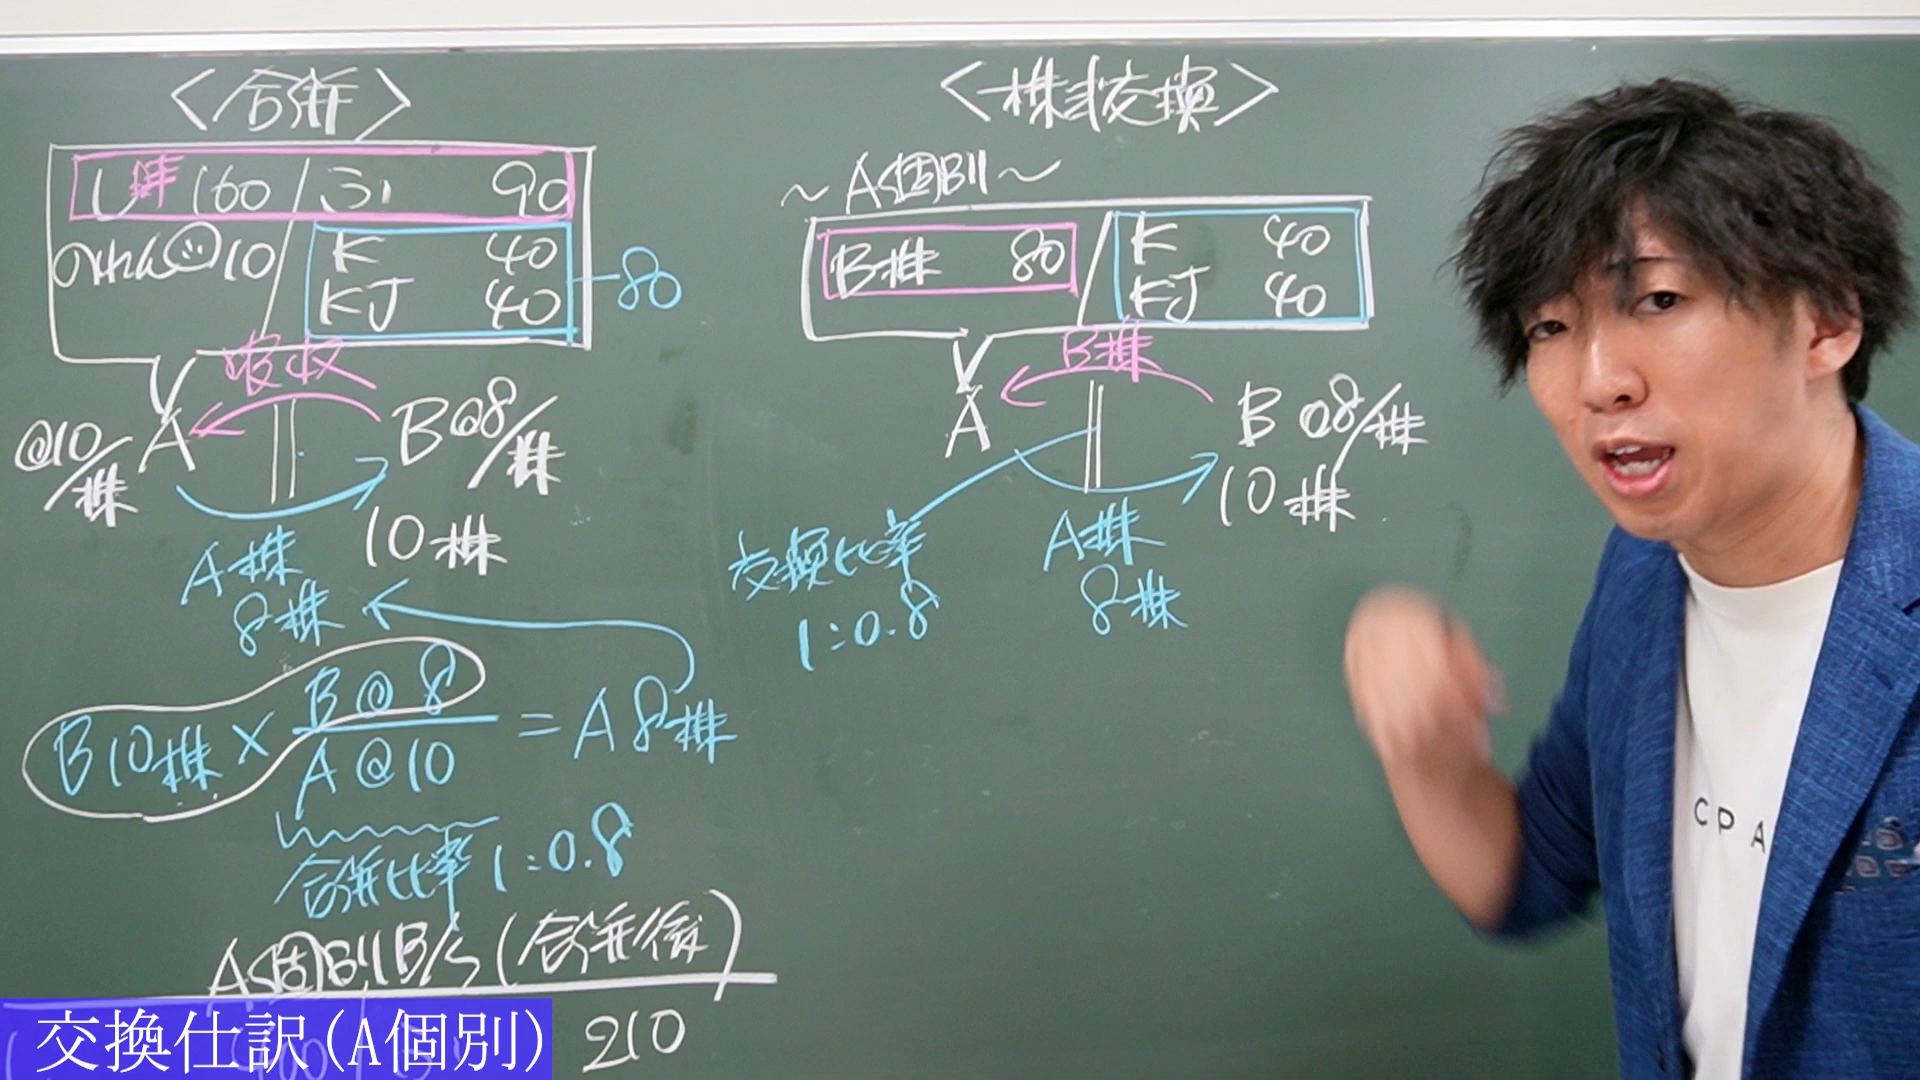 <合併>
し諸 160 / ふ 90
のれん 10
K 40
KJ 40
80
吸収
@10/株
A
B@8/株
10株
A株
8株
B10株 × B@8 / A@10 = A8株
合併比率 1:0.8
A個別B/S(合併後)
210
<株式交換>
~A個別~
B株 80 / K 40
KJ 40
B株
A
B @8/株
10株
交換比率
1:0.8
A株
8株
CPA
交換仕訳(A個別)